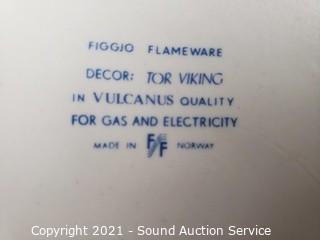 FIGGJO FLAMEWARE
DECOR: TOR VIKING
IN VULCANUS QUALITY
FOR GAS AND ELECTRICITY
MADE IN FF NORWAY
Copyright 2021 - Sound Auction Service